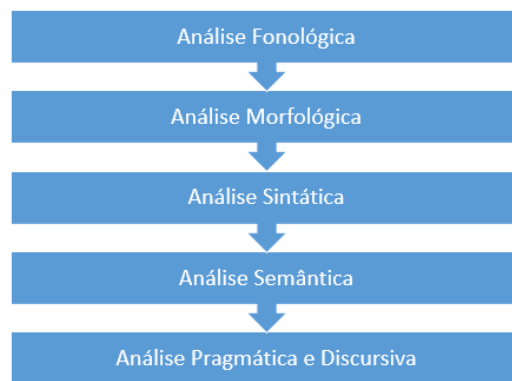 Análise Fonológica
Análise Morfológica
Análise Sintática
Análise Semântica
Análise Pragmática e Discursiva